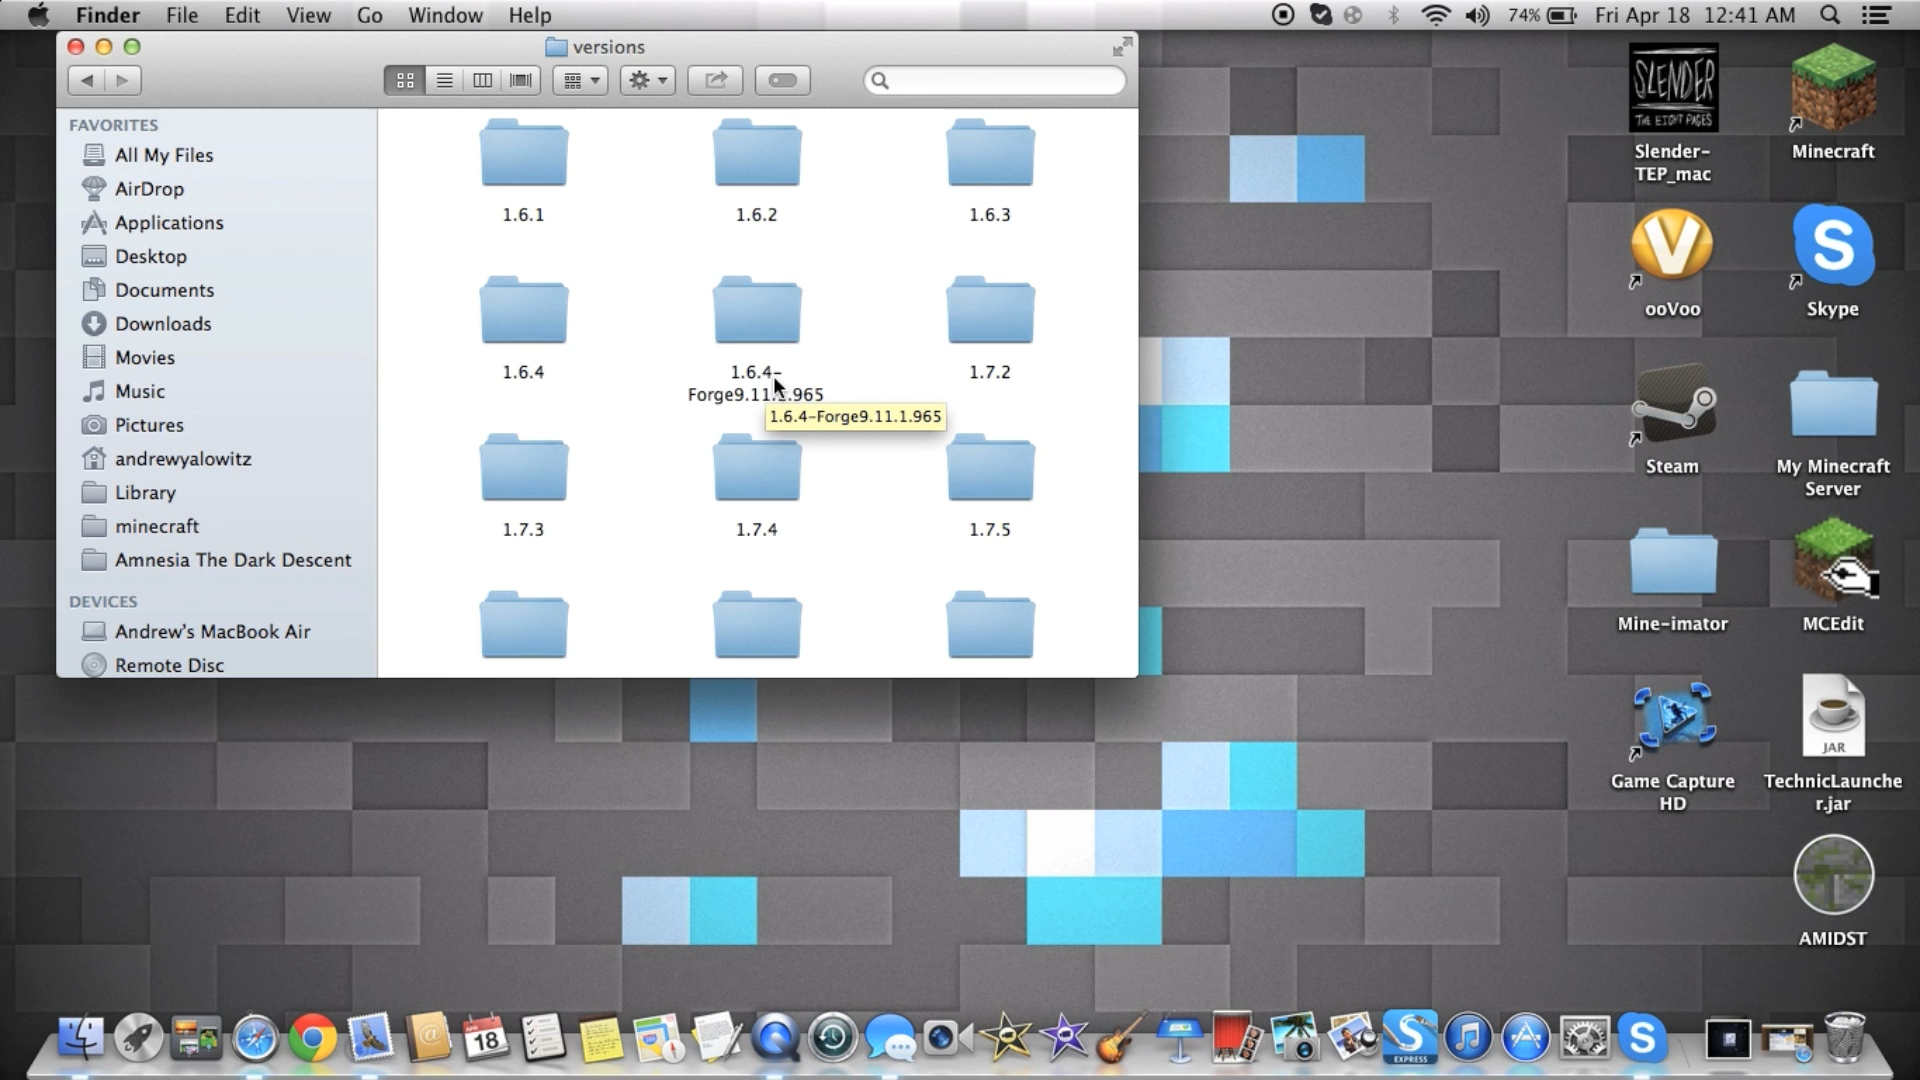 Finder File Edit View Go Window Help
74% Fri Apr 18 12:41 AM
versions
FAVORITES
All My Files
AirDrop
Applications
Desktop
Documents
Downloads
Movies
Music
Pictures
andrewyalowitz
Library
minecraft
Amnesia The Dark Descent
DEVICES
Andrew's MacBook Air
Remote Disc
1.6.1 1.6.2 1.6.3
1.6.4 1.6.4- 1.7.2
Forge9.11.1.965
1.6.4-Forge9.11.1.965
1.7.3 1.7.4 1.7.5
SLENDER
THE EIGHT PAGES
Slender-
TEP_mac
Minecraft
ooVoo
Skype
Steam
My Minecraft
Server
Mine-imator
MCEdit
Game Capture
HD
JAR
TechnicLaunche
r.jar
AMIDST
APR
18
EXPRESS